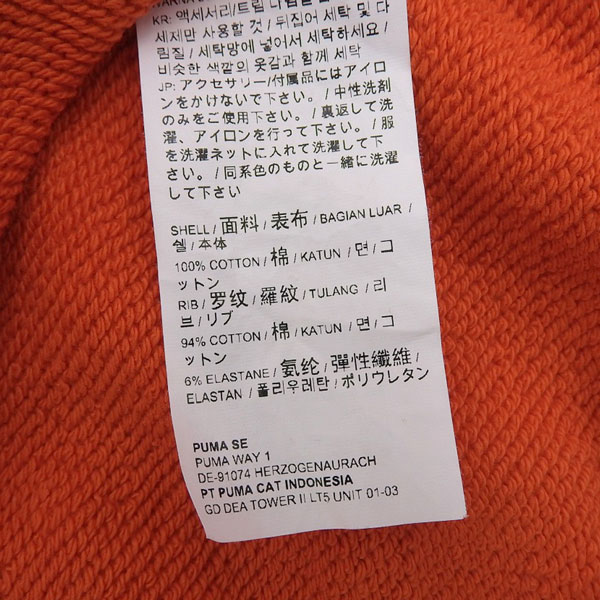 KR: 액세서리/트림 다림질 금
세제만 사용할 것 / 뒤집어 세탁 및 다
림질 / 세탁망에 넣어서 세탁하세요 /
비슷한 색깔의 옷감과 함께 세탁
JP: アクセサリー/付属品にはアイロ
ンをかけないで下さい。/ 中性洗剤
のみをご使用下さい。/ 裏返して洗
濯、アイロンを行って下さい。/ 服
を洗濯ネットに入れて洗濯して下
さい。/ 同系色のものと一緒に洗濯
して下さい
SHELL / 面料 / 表布 / BAGIAN LUAR /
쉘 / 本体
100% COTTON / 棉 / KATUN / 면 / コ
ットン
RIB / 罗纹 / 羅紋 / TULANG / 리
브 / リブ
94% COTTON / 棉 / KATUN / 면 / コ
ットン
6% ELASTANE / 氨纶 / 彈性纖維 /
ELASTAN / 폴리우레탄 / ポリウレタン
PUMA SE
PUMA WAY 1
DE-91074 HERZOGENAURACH
PT PUMA CAT INDONESIA
GD DEA TOWER II LT5 UNIT 01-03